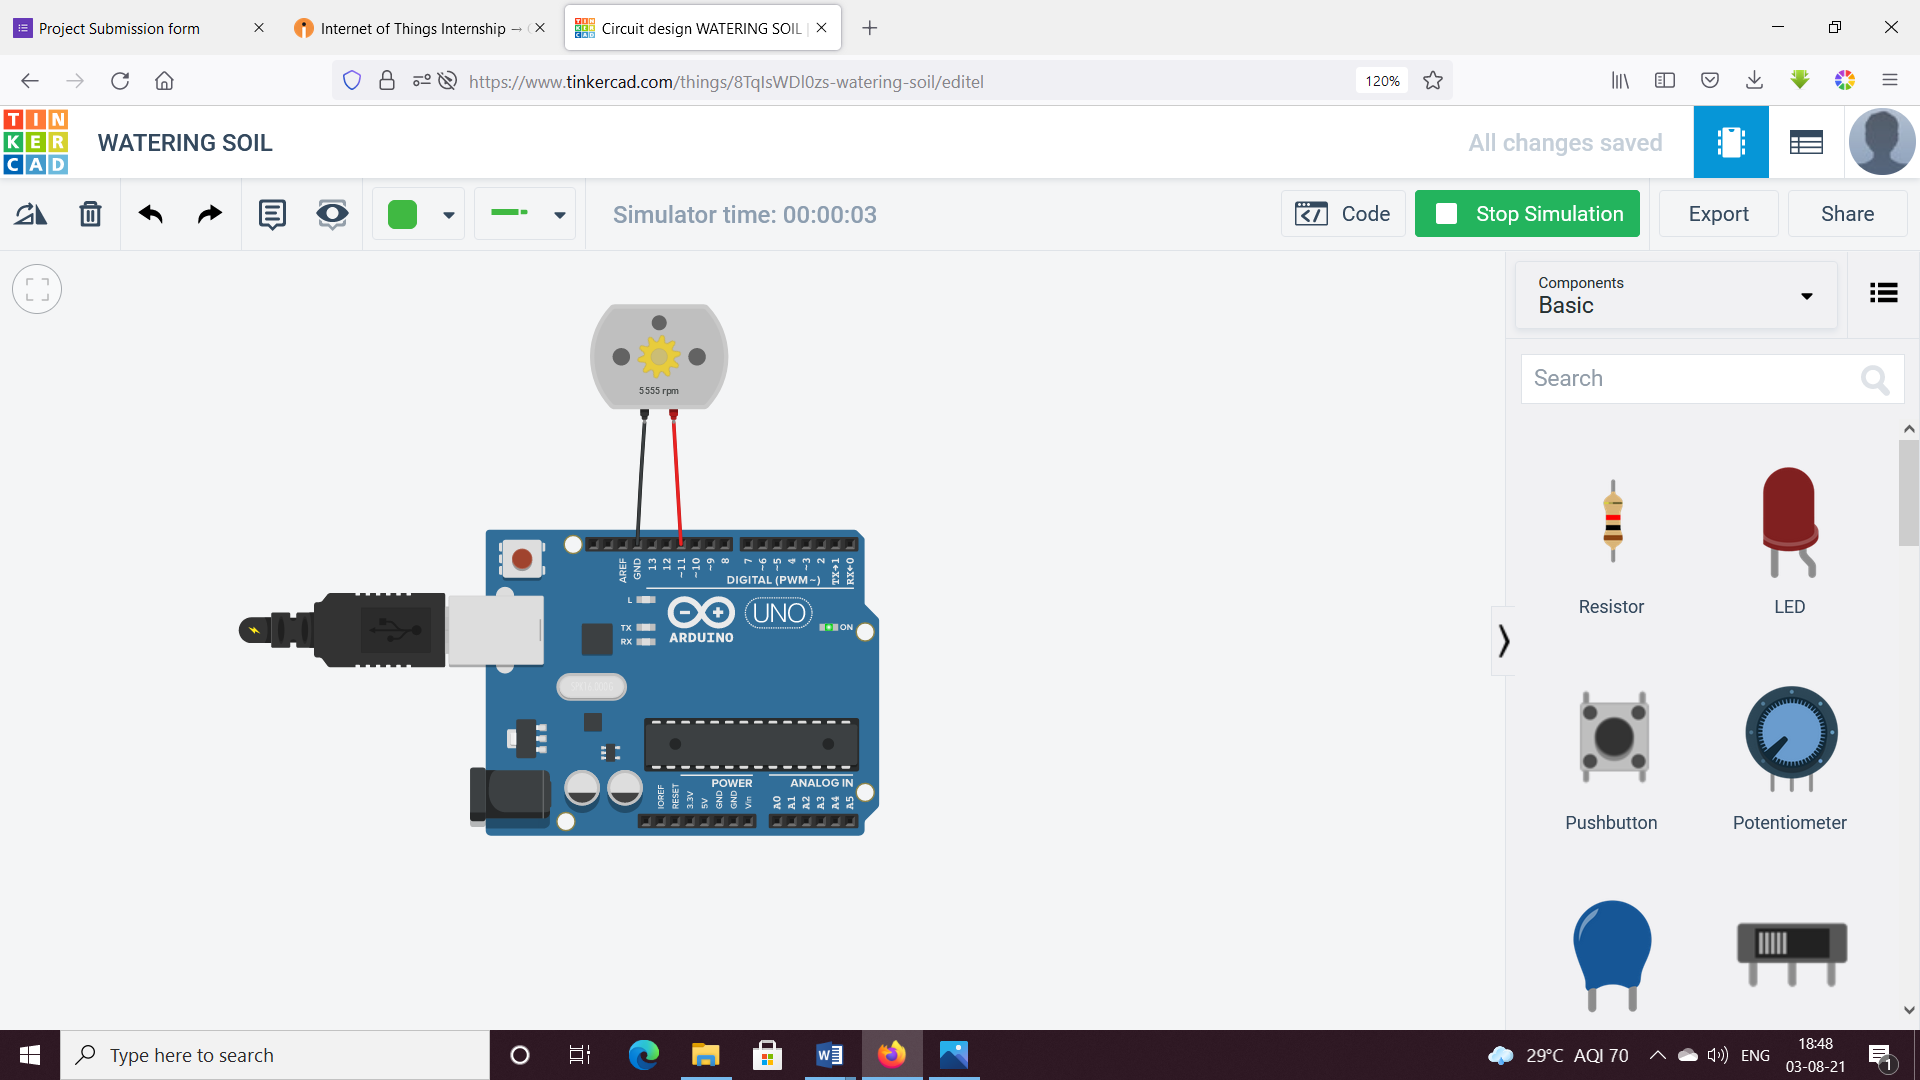 Project Submission form
Internet of Things Internship → (
Circuit design WATERING SOIL |
https://www.tinkercad.com/things/8TqIsWDl0zs-watering-soil/editel
120%
TIN
KER
CAD
WATERING SOIL
All changes saved
Simulator time: 00:00:03
Code
Stop Simulation
Export
Share
Components
Basic
Search
5555 rpm
AREF
GND
13
12
~11
~10
~9
8
7
~6
~5
4
~3
2
TX→1
RX←0
DIGITAL (PWM~)
L
TX
RX
ARDUINO
UNO
ON
POWER
ANALOG IN
IOREF
RESET
3.3V
5V
GND
GND
Vin
A0
A1
A2
A3
A4
A5
Resistor
LED
Pushbutton
Potentiometer
Type here to search
29°C AQI 70
ENG
18:48
03-08-21
1